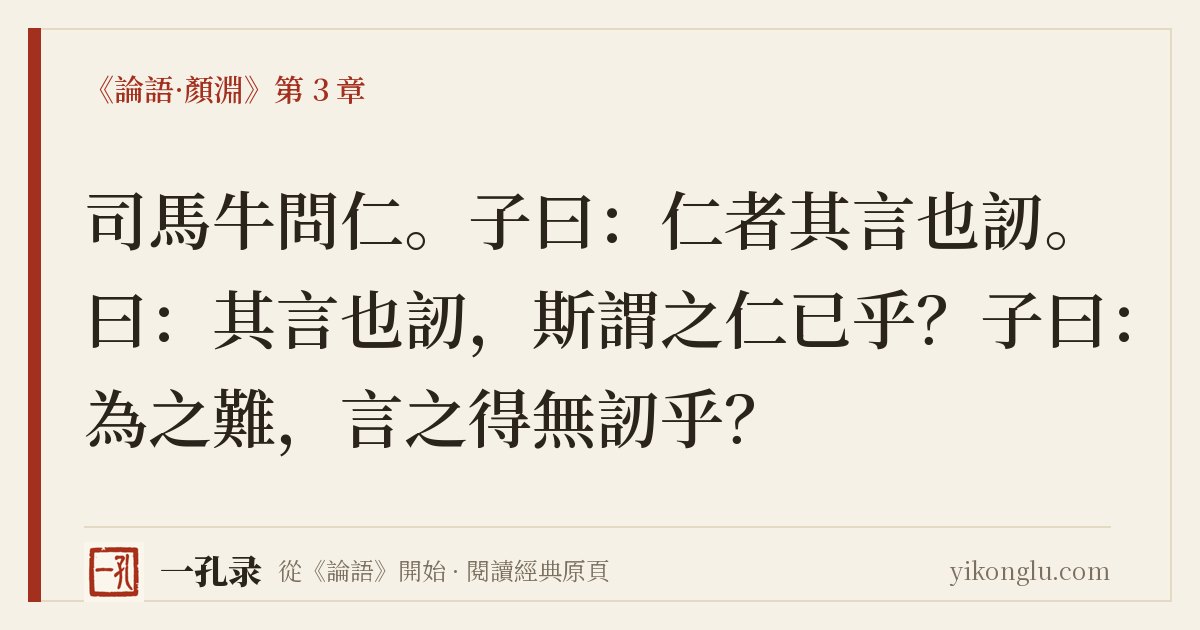 《論語·顏淵》第 3 章
司馬牛問仁。子曰：仁者其言也訒。
曰：其言也訒，斯謂之仁已乎？子曰：
為之難，言之得無訒乎？
一孔
一孔录 從《論語》開始 · 閱讀經典原頁 yikonglu.com